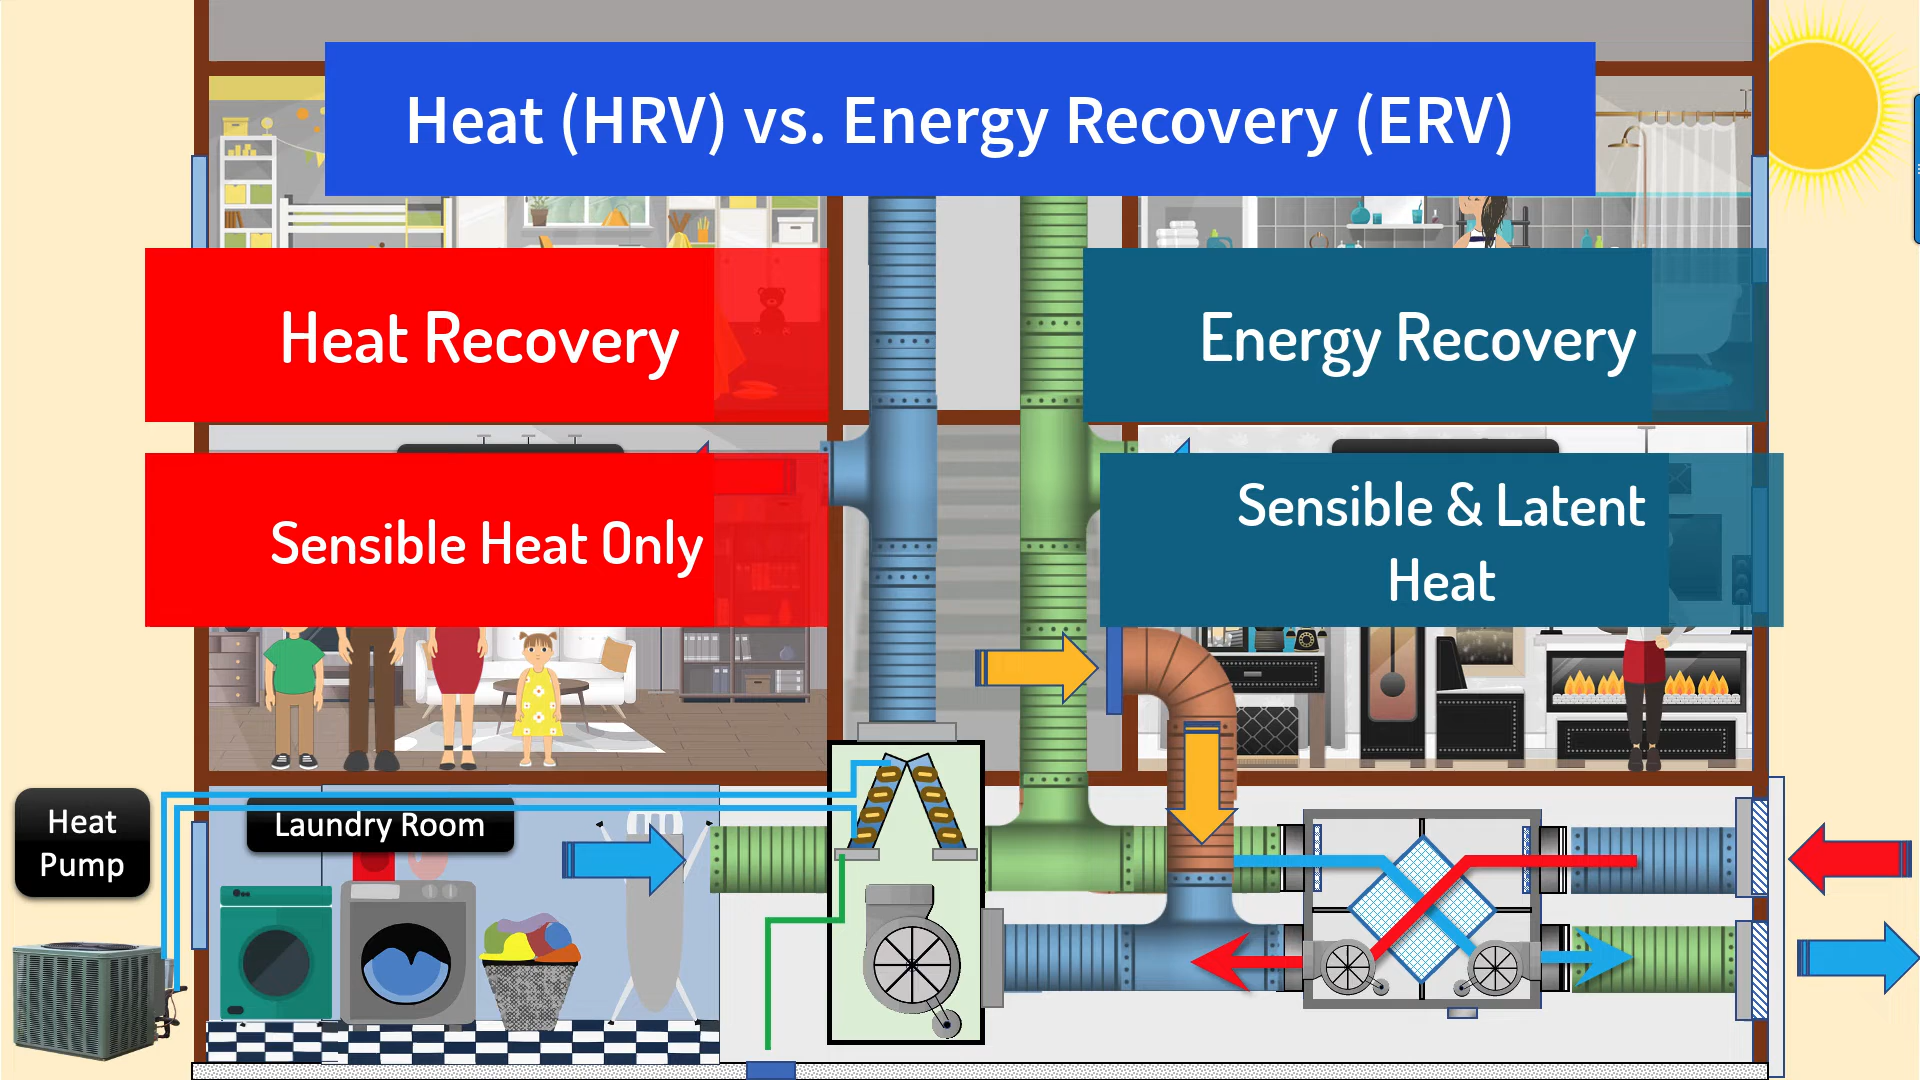 Heat (HRV) vs. Energy Recovery (ERV)
Heat Recovery
Energy Recovery
Sensible Heat Only
Sensible & Latent
Heat
Heat
Pump
Laundry Room